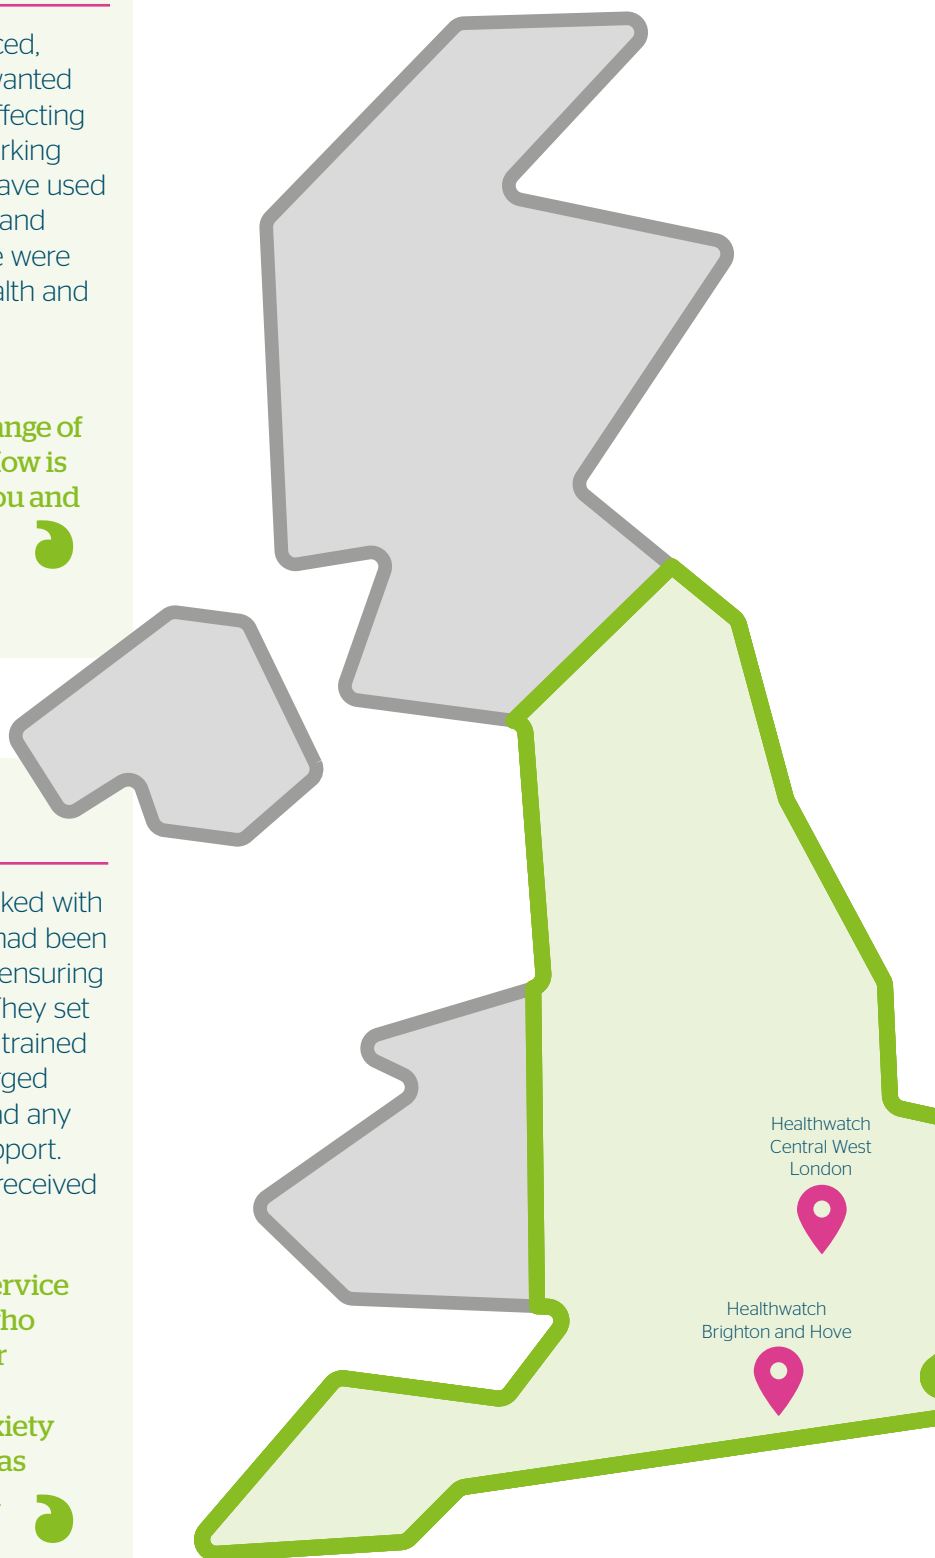 ced,
wanted
ffecting
rking
ave used
and
e were
alth and
ange of
How is
ou and
ked with
had been
ensuring
They set
trained
rged
nd any
pport.
received
ervice
who
r
xiety
as
Healthwatch
Central West
London
Healthwatch
Brighton and Hove